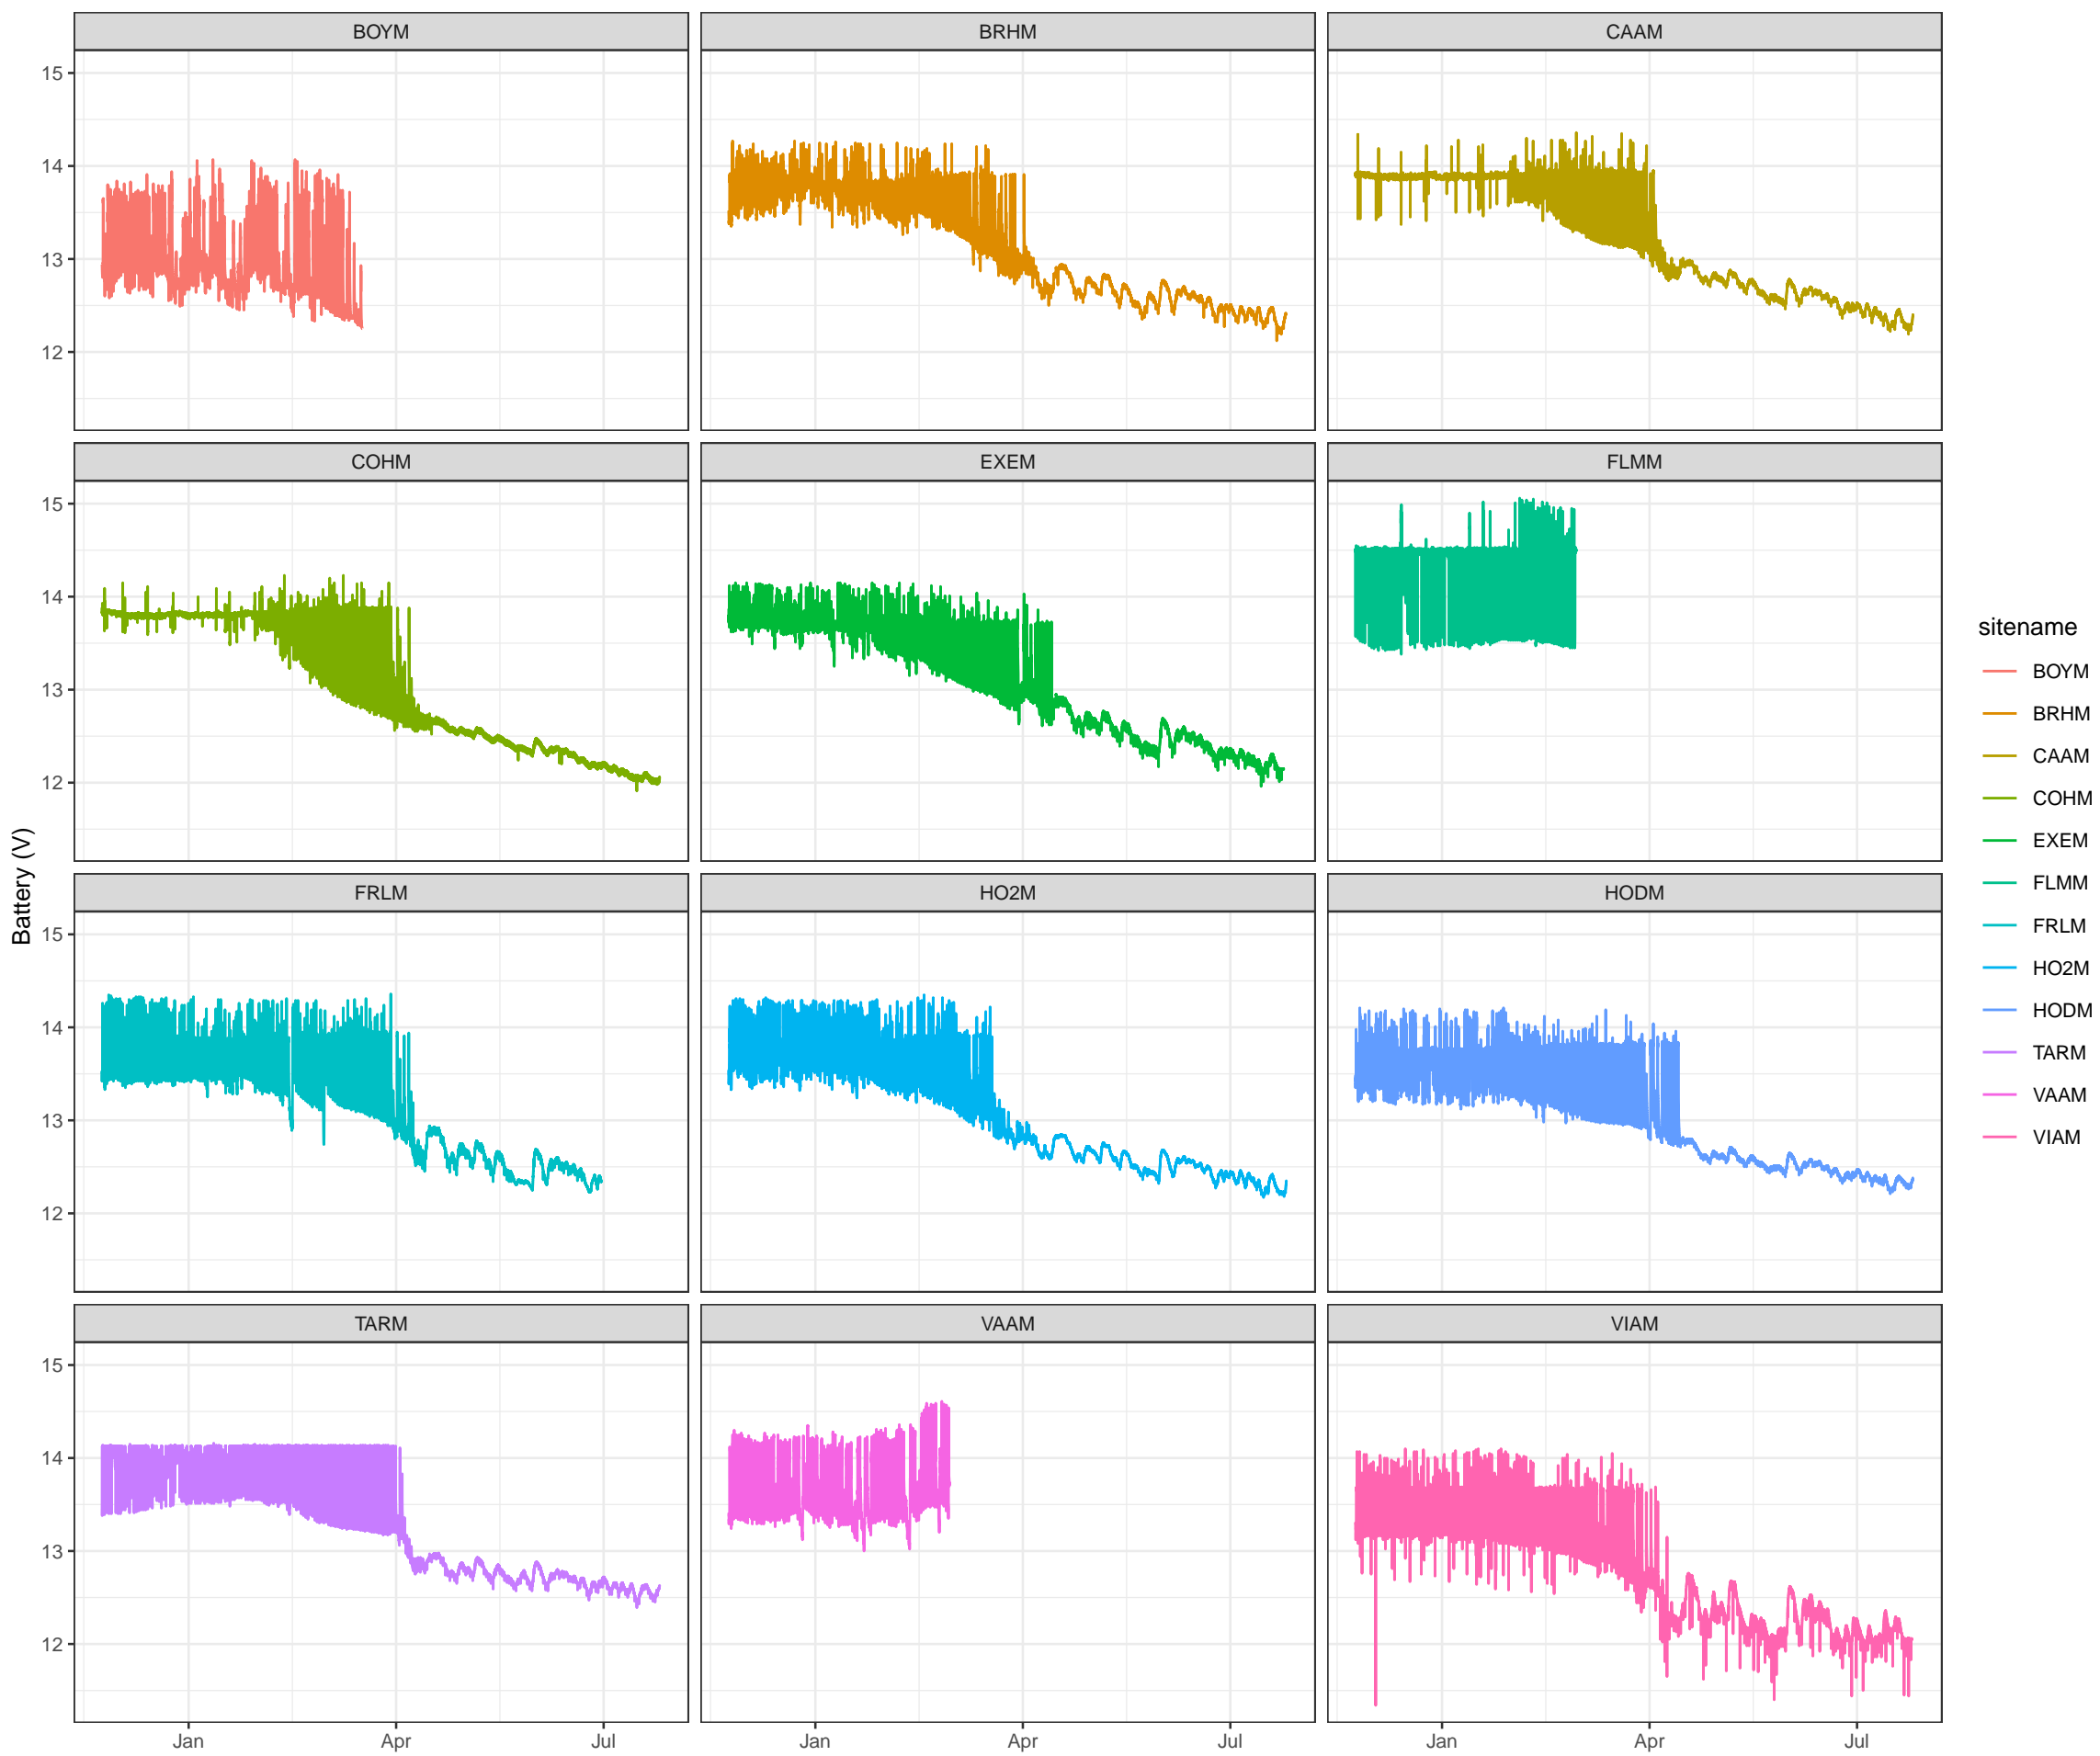 BOYM
BRHM
CAAM
15
14
13
12
COHM
EXEM
FLMM
15
14
13
12
FRLM
HO2M
HODM
15
14
13
12
TARM
VAAM
VIAM
15
14
13
12
Jan Apr Jul
Jan Apr Jul
Jan Apr Jul
Battery (V)
sitename
BOYM
BRHM
CAAM
COHM
EXEM
FLMM
FRLM
HO2M
HODM
TARM
VAAM
VIAM